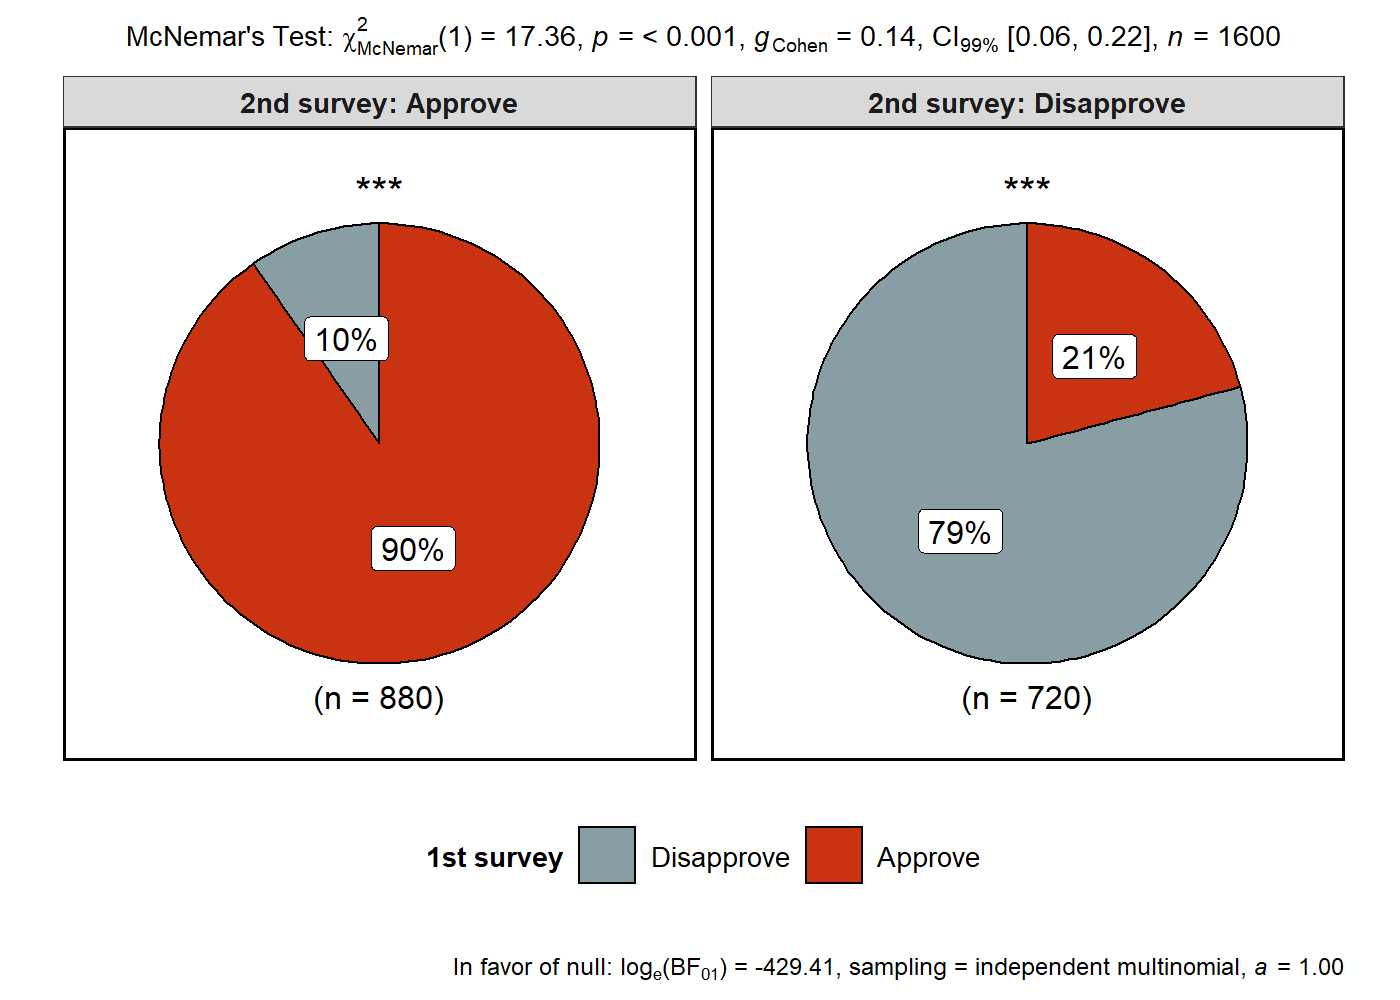 McNemar's Test: χ²McNemar(1) = 17.36, p = < 0.001, gCohen = 0.14, CI99% [0.06, 0.22], n = 1600
2nd survey: Approve
2nd survey: Disapprove
***
***
10%
21%
90%
79%
(n = 880)
(n = 720)
1st survey Disapprove Approve
In favor of null: loge(BF01) = -429.41, sampling = independent multinomial, a = 1.00